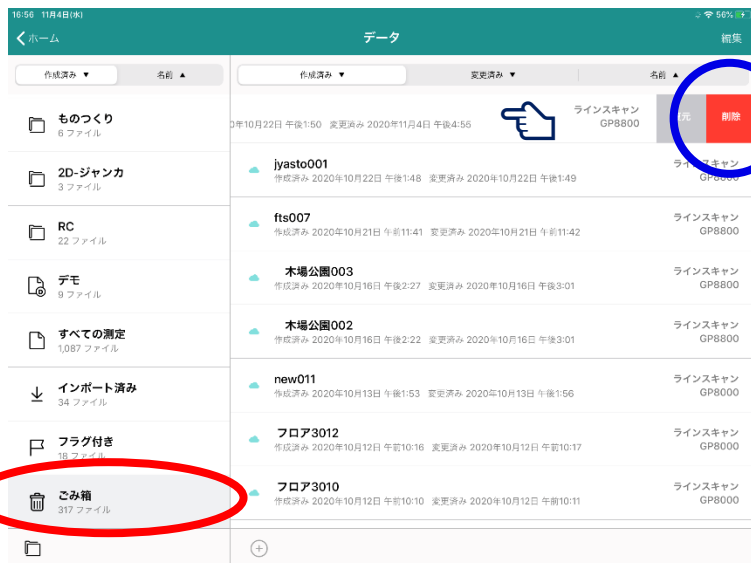 16:56 11月4日(水)
56%
ホーム
データ
編集
作成済み ▼
名前 ▲
作成済み ▼
変更済み ▼
名前 ▲
ものつくり
6 ファイル
2D-ジャンカ
3 ファイル
RC
22 ファイル
デモ
9 ファイル
すべての測定
1,087 ファイル
インポート済み
34 ファイル
フラグ付き
18 ファイル
ごみ箱
317 ファイル
0年10月22日 午後1:50 変更済み 2020年11月4日 午後4:55
ラインスキャン
GP8800
元
削除
jyasto001
作成済み 2020年10月22日 午後1:48 変更済み 2020年10月22日 午後1:49
ラインスキャン
GP8800
fts007
作成済み 2020年10月21日 午前11:41 変更済み 2020年10月21日 午前11:42
ラインスキャン
GP8800
木場公園003
作成済み 2020年10月16日 午後2:27 変更済み 2020年10月16日 午後3:01
ラインスキャン
GP8800
木場公園002
作成済み 2020年10月16日 午後2:22 変更済み 2020年10月16日 午後3:01
ラインスキャン
GP8800
new011
作成済み 2020年10月13日 午後1:53 変更済み 2020年10月13日 午後1:56
ラインスキャン
GP8000
フロア3012
作成済み 2020年10月12日 午前10:16 変更済み 2020年10月12日 午前10:17
ラインスキャン
GP8000
フロア3010
作成済み 2020年10月12日 午前10:10 変更済み 2020年10月12日 午前10:11
ラインスキャン
GP8000